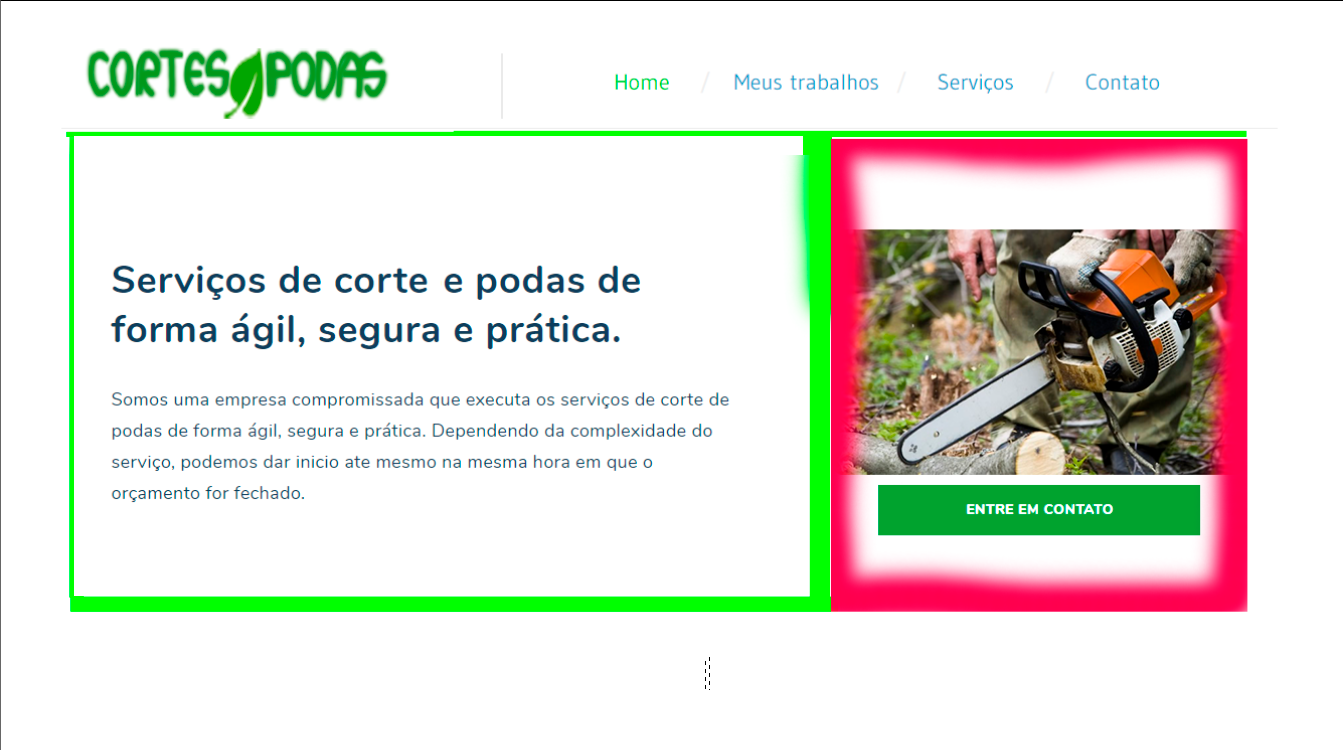 CORTES PODAS
Home / Meus trabalhos / Serviços / Contato
Serviços de corte e podas de
forma ágil, segura e prática.
Somos uma empresa compromissada que executa os serviços de corte de
podas de forma ágil, segura e prática. Dependendo da complexidade do
serviço, podemos dar inicio ate mesmo na mesma hora em que o
orçamento for fechado.
ENTRE EM CONTATO